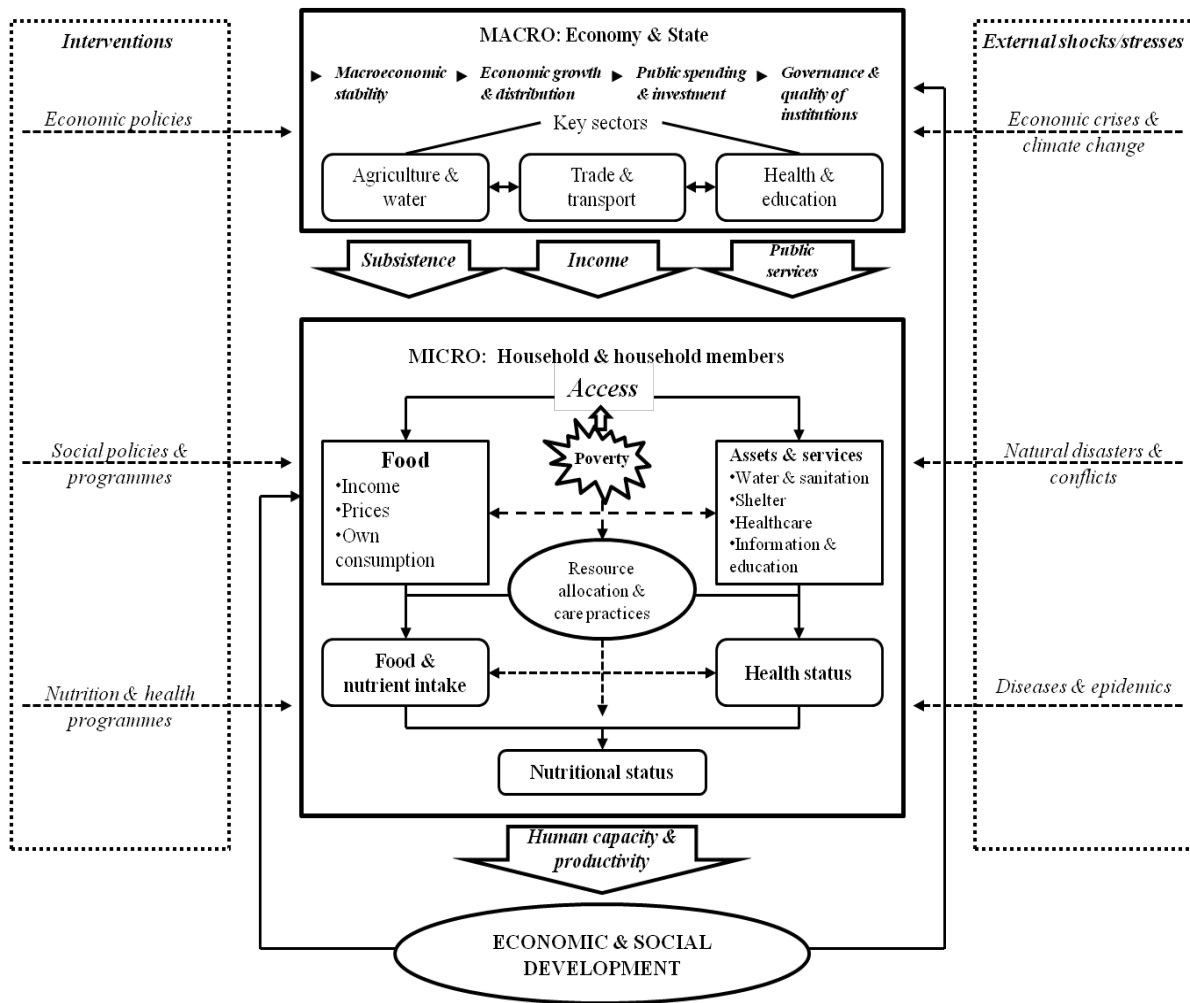 Interventions
External shocks/stresses
MACRO: Economy & State
Macroeconomic
stability
Economic growth
& distribution
Public spending
& investment
Governance &
quality of
institutions
Economic policies
Economic crises &
climate change
Key sectors
Agriculture &
water
Trade &
transport
Health &
education
Subsistence
Income
Public
services
MICRO: Household & household members
Access
Social policies &
programmes
Food
•Income
•Prices
•Own
consumption
Poverty
Assets & services
•Water & sanitation
•Shelter
•Healthcare
•Information &
education
Natural disasters &
conflicts
Resource
allocation &
care practices
Nutrition & health
programmes
Food &
nutrient intake
Health status
Diseases & epidemics
Nutritional status
Human capacity &
productivity
ECONOMIC & SOCIAL
DEVELOPMENT